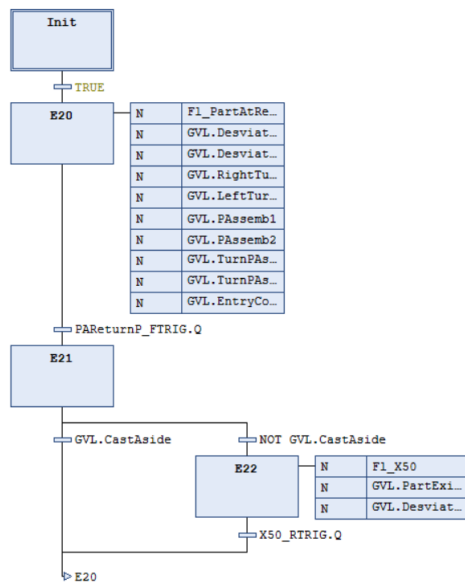 Init
TRUE
E20
N F1_PartAtRe...
N GVL.Desviat...
N GVL.Desviat...
N GVL.RightTu...
N GVL.LeftTur...
N GVL.PAssemb1
N GVL.PAssemb2
N GVL.TurnPAs...
N GVL.TurnPAs...
N GVL.EntryCo...
PAReturnP_FTRIG.Q
E21
GVL.CastAside NOT GVL.CastAside
E22
N F1_X50
N GVL.PartExi...
N GVL.Desviat...
X50_RTRIG.Q
E20